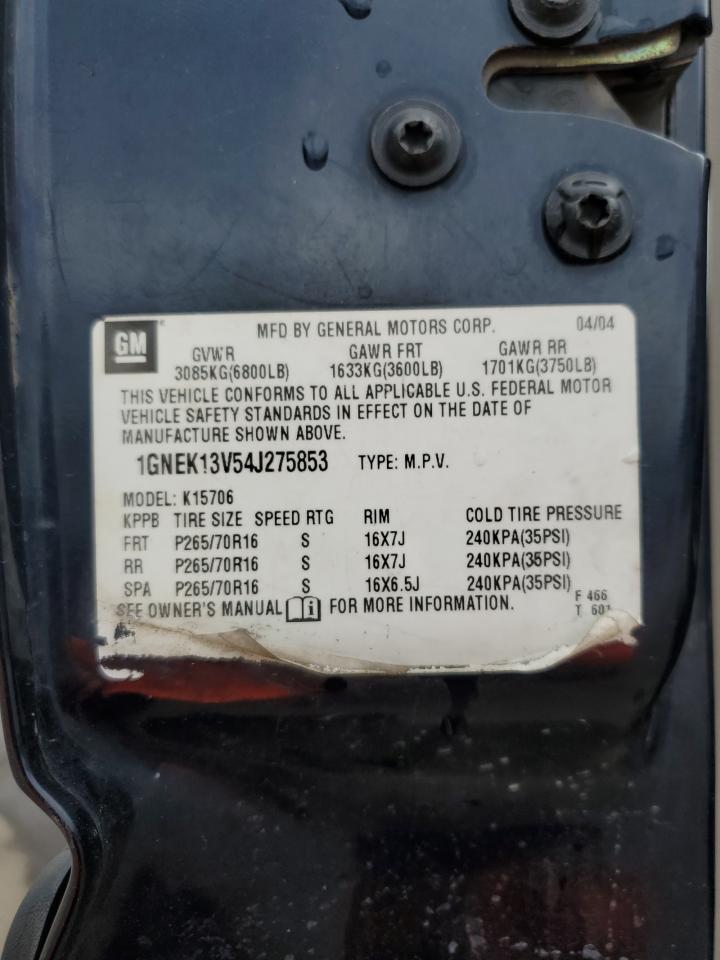 GM
MFD BY GENERAL MOTORS CORP. 04/04
GVWR GAWR FRT GAWR RR
3085KG(6800LB) 1633KG(3600LB) 1701KG(3750LB)
THIS VEHICLE CONFORMS TO ALL APPLICABLE U.S. FEDERAL MOTOR
VEHICLE SAFETY STANDARDS IN EFFECT ON THE DATE OF
MANUFACTURE SHOWN ABOVE.
1GNEK13V54J275853 TYPE: M.P.V.
MODEL: K15706
KPPB TIRE SIZE SPEED RTG RIM COLD TIRE PRESSURE
FRT P265/70R16 S 16X7J 240KPA(35PSI)
RR P265/70R16 S 16X7J 240KPA(35PSI)
SPA P265/70R16 S 16X6.5J 240KPA(35PSI)
SEE OWNER'S MANUAL i FOR MORE INFORMATION.
F 466
T 601